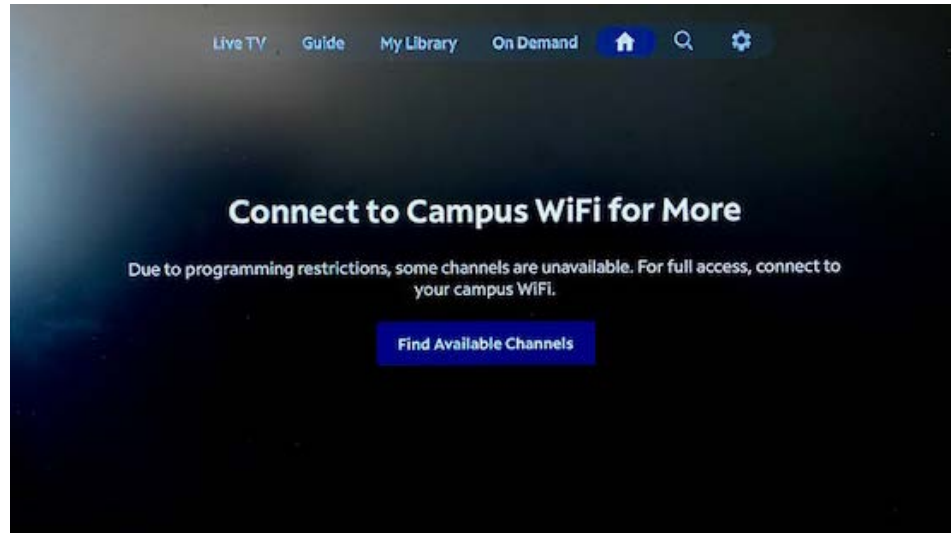 Live TV Guide My Library On Demand
Connect to Campus WiFi for More
Due to programming restrictions, some channels are unavailable. For full access, connect to
your campus WiFi.
Find Available Channels